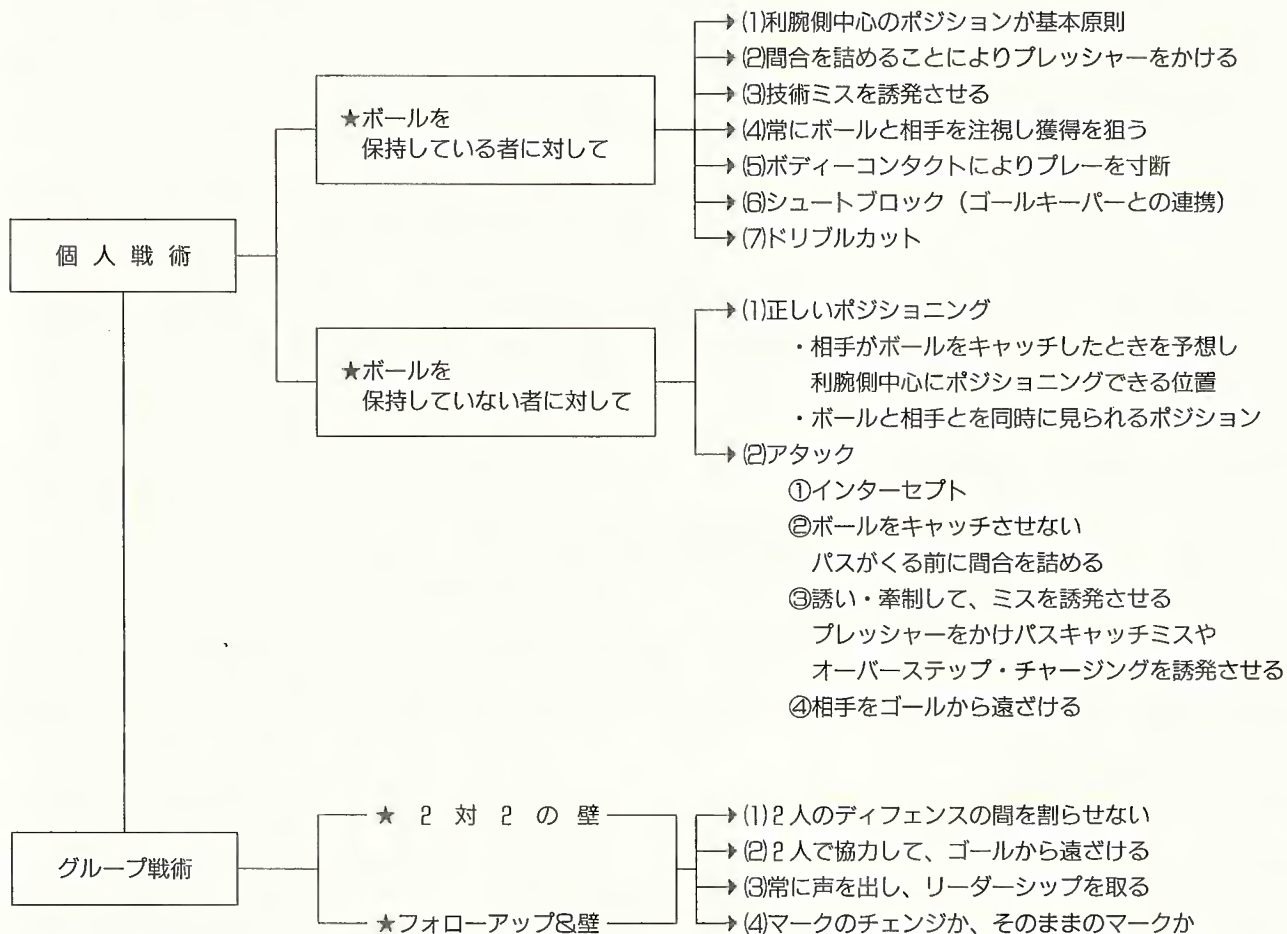 個人戦術
★ボールを
保持している者に対して
(1)利腕側中心のポジションが基本原則
(2)間合を詰めることによりプレッシャーをかける
(3)技術ミスを誘発させる
(4)常にボールと相手を注視し獲得を狙う
(5)ボディーコンタクトによりプレーを寸断
(6)シュートブロック(ゴールキーパーとの連携)
(7)ドリブルカット
★ボールを
保持していない者に対して
(1)正しいポジショニング
・相手がボールをキャッチしたときを予想し
利腕側中心にポジショニングできる位置
・ボールと相手とを同時に見られるポジション
(2)アタック
①インターセプト
②ボールをキャッチさせない
パスがくる前に間合を詰める
③誘い・牽制して、ミスを誘発させる
プレッシャーをかけパスキャッチミスや
オーバーステップ・チャージングを誘発させる
④相手をゴールから遠ざける
グループ戦術
★2対2の壁
★フォローアップ&壁
(1)2人のディフェンスの間を割らせない
(2)2人で協力して、ゴールから遠ざける
(3)常に声を出し、リーダーシップを取る
(4)マークのチェンジか、そのままのマークか